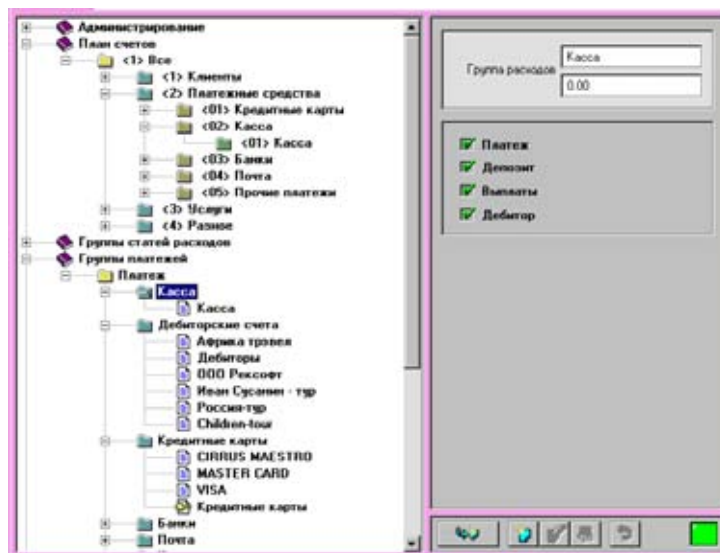 Администрирование
План счетов
<1> Все
<1> Клиенты
<2> Платежные средства
<01> Кредитные карты
<02> Касса
<01> Касса
<03> Банки
<04> Почта
<05> Прочие платежи
<3> Услуги
<4> Разное
Группы статей расходов
Группы платежей
Платеж
Касса
Касса
Дебиторские счета
Африка трэвел
Дебиторы
ООО Рексофт
Иван Сусанин - тур
Россия-тур
Children-tour
Кредитные карты
CIRRUS MAESTRO
MASTER CARD
VISA
Кредитные карты
Банки
Почта
Группа расходов
Касса
0.00
Платеж
Депозит
Выплаты
Дебитор